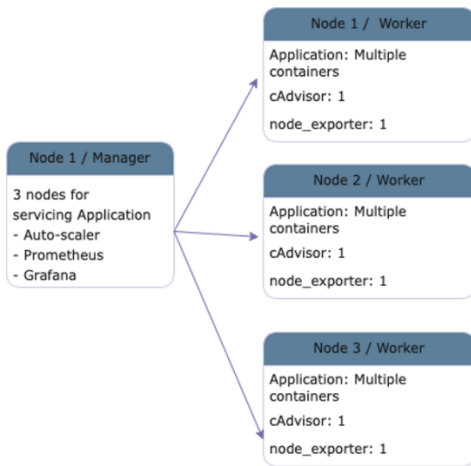 Node 1 / Manager
3 nodes for
servicing Application
- Auto-scaler
- Prometheus
- Grafana
Node 1 / Worker
Application: Multiple
containers
cAdvisor: 1
node_exporter: 1
Node 2 / Worker
Application: Multiple
containers
cAdvisor: 1
node_exporter: 1
Node 3 / Worker
Application: Multiple
containers
cAdvisor: 1
node_exporter: 1